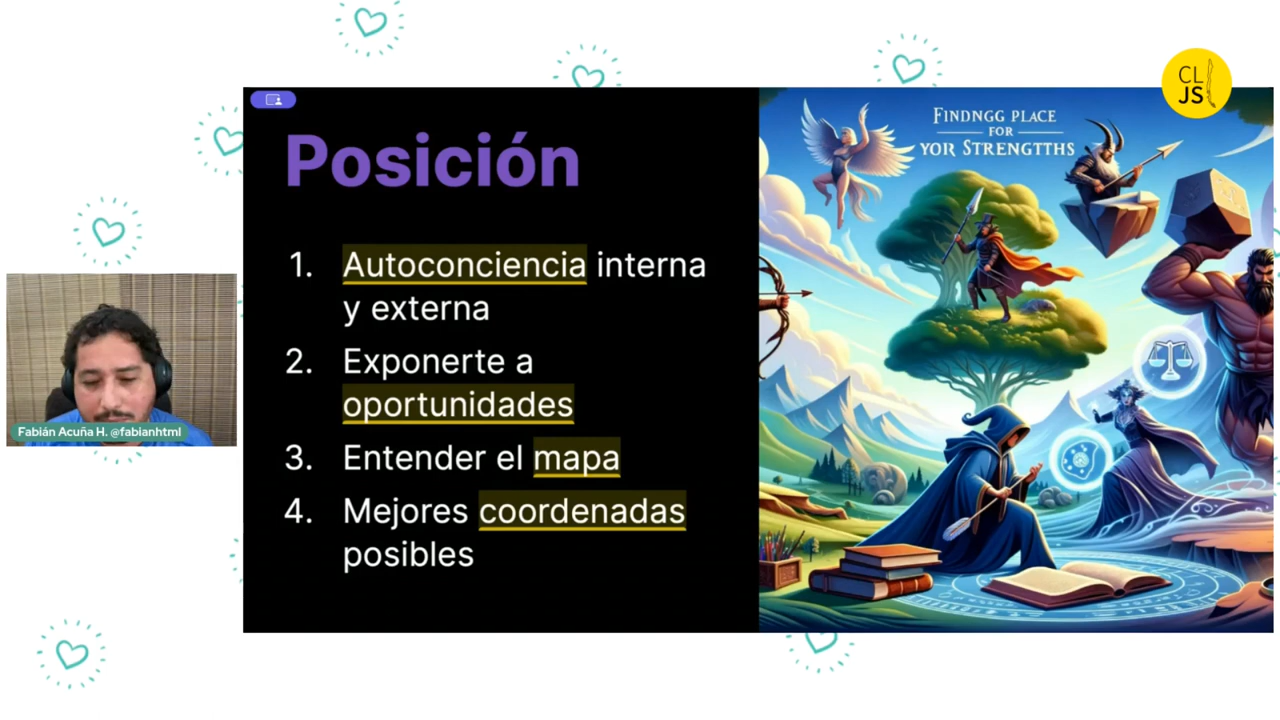 CL
JS
Posición
1. Autoconciencia interna
y externa
2. Exponerte a
oportunidades
3. Entender el mapa
4. Mejores coordenadas
posibles
FINDNGG PLACE
FOR
YOIR STRENGTTHS
Fabián Acuña H. @fabianhtml